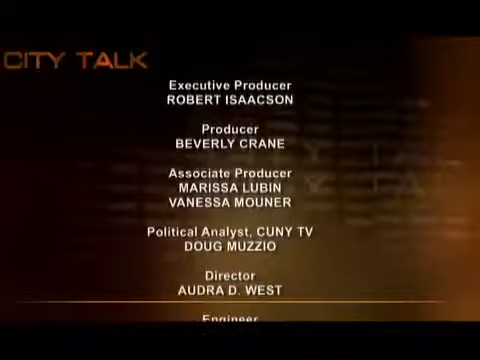 CITY TALK
Executive Producer
ROBERT ISAACSON
Producer
BEVERLY CRANE
Associate Producer
MARISSA LUBIN
VANESSA MOUNER
Political Analyst, CUNY TV
DOUG MUZZIO
Director
AUDRA D. WEST
Engineer